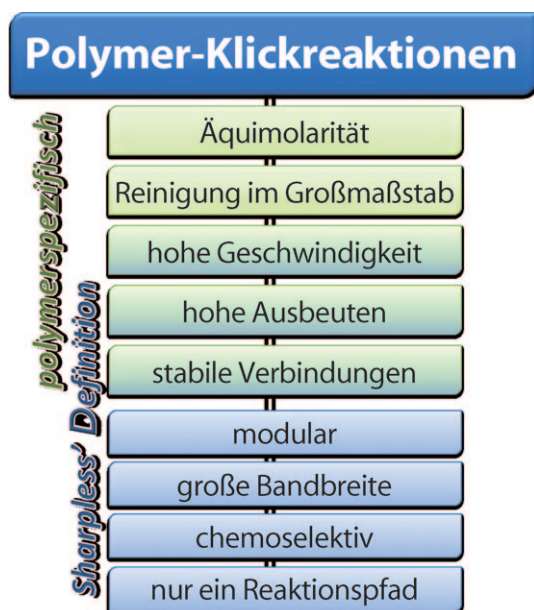 Polymer-Klickreaktionen
polymerspezifisch
Sharpless' Definition
Äquimolarität
Reinigung im Großmaßstab
hohe Geschwindigkeit
hohe Ausbeuten
stabile Verbindungen
modular
große Bandbreite
chemoselektiv
nur ein Reaktionspfad